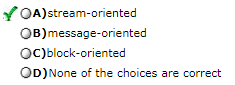 A)stream-oriented
B)message-oriented
C)block-oriented
D)None of the choices are correct